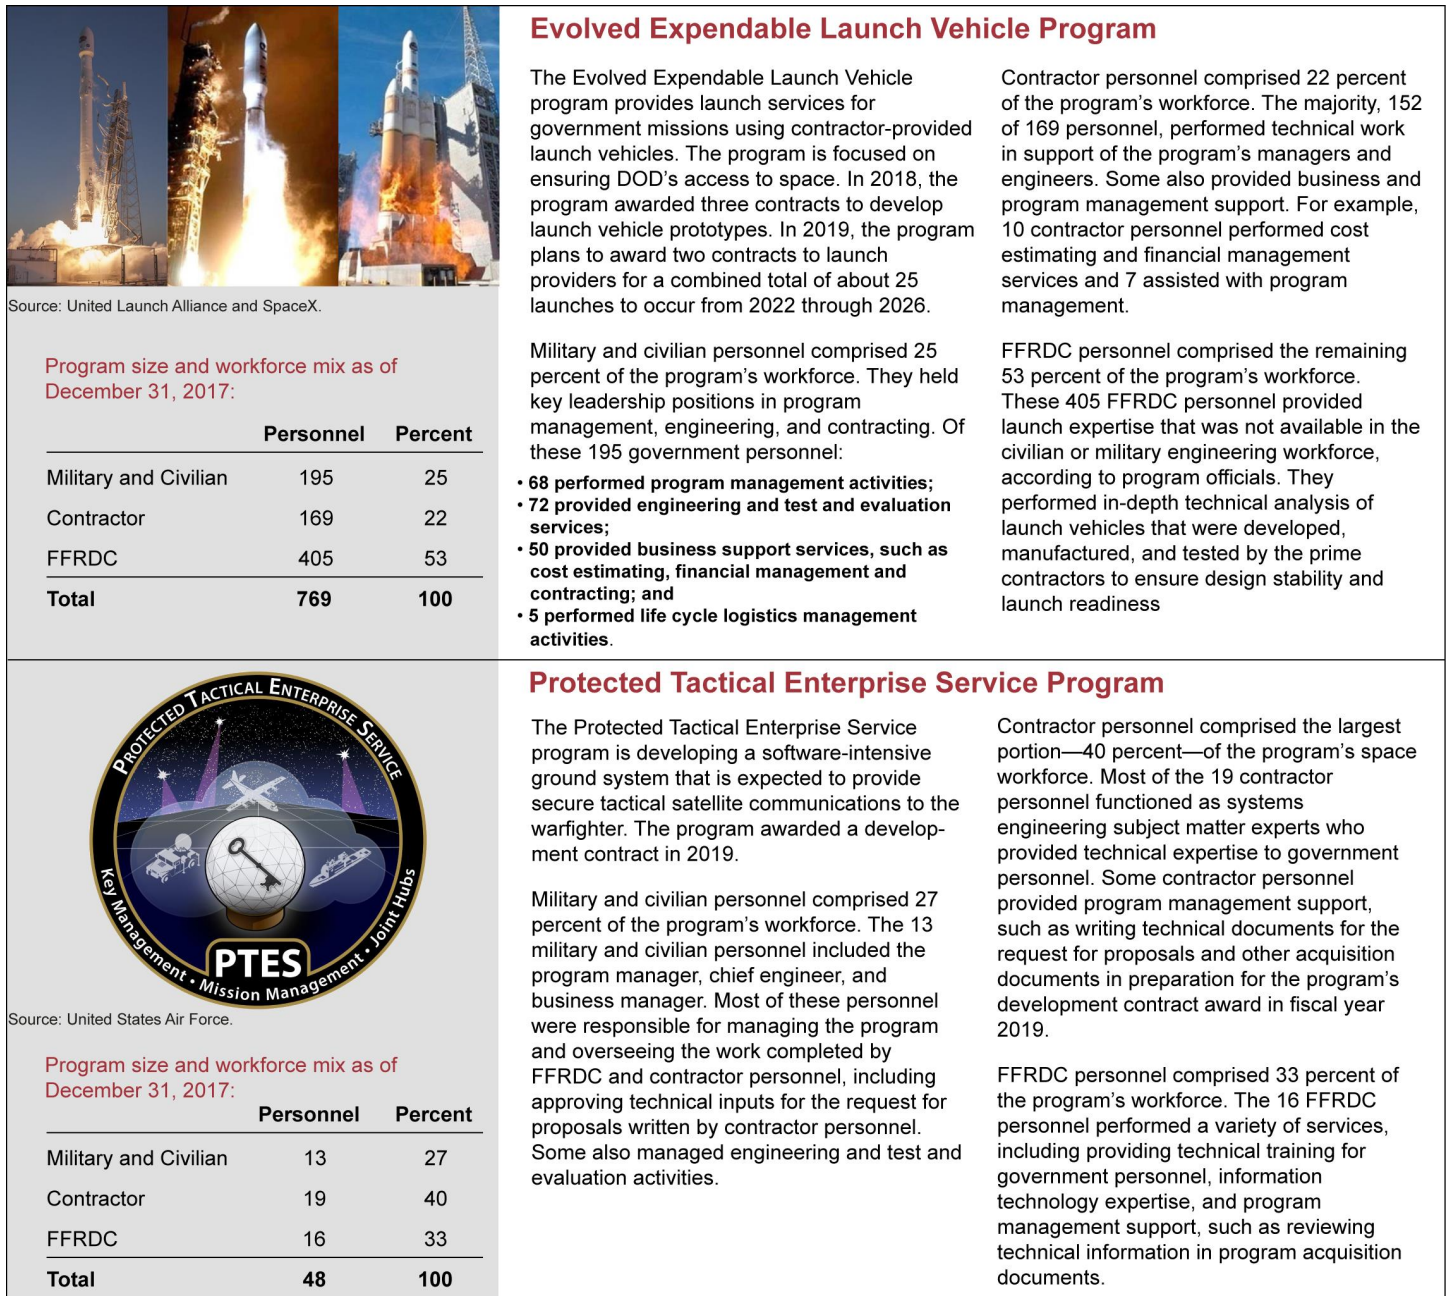 Evolved Expendable Launch Vehicle Program
The Evolved Expendable Launch Vehicle
program provides launch services for
government missions using contractor-provided
launch vehicles. The program is focused on
ensuring DOD's access to space. In 2018, the
program awarded three contracts to develop
launch vehicle prototypes. In 2019, the program
plans to award two contracts to launch
providers for a combined total of about 25
launches to occur from 2022 through 2026.
Military and civilian personnel comprised 25
percent of the program's workforce. They held
key leadership positions in program
management, engineering, and contracting. Of
these 195 government personnel:
• 68 performed program management activities;
• 72 provided engineering and test and evaluation
services;
• 50 provided business support services, such as
cost estimating, financial management and
contracting; and
• 5 performed life cycle logistics management
activities.
Contractor personnel comprised 22 percent
of the program's workforce. The majority, 152
of 169 personnel, performed technical work
in support of the program's managers and
engineers. Some also provided business and
program management support. For example,
10 contractor personnel performed cost
estimating and financial management
services and 7 assisted with program
management.
FFRDC personnel comprised the remaining
53 percent of the program's workforce.
These 405 FFRDC personnel provided
launch expertise that was not available in the
civilian or military engineering workforce,
according to program officials. They
performed in-depth technical analysis of
launch vehicles that were developed,
manufactured, and tested by the prime
contractors to ensure design stability and
launch readiness
Source: United Launch Alliance and SpaceX.
Program size and workforce mix as of
December 31, 2017:
Personnel Percent
Military and Civilian 195 25
Contractor 169 22
FFRDC 405 53
Total 769 100
Protected Tactical Enterprise Service Program
The Protected Tactical Enterprise Service
program is developing a software-intensive
ground system that is expected to provide
secure tactical satellite communications to the
warfighter. The program awarded a develop-
ment contract in 2019.
Military and civilian personnel comprised 27
percent of the program's workforce. The 13
military and civilian personnel included the
program manager, chief engineer, and
business manager. Most of these personnel
were responsible for managing the program
and overseeing the work completed by
FFRDC and contractor personnel, including
approving technical inputs for the request for
proposals written by contractor personnel.
Some also managed engineering and test and
evaluation activities.
Contractor personnel comprised the largest
portion—40 percent—of the program's space
workforce. Most of the 19 contractor
personnel functioned as systems
engineering subject matter experts who
provided technical expertise to government
personnel. Some contractor personnel
provided program management support,
such as writing technical documents for the
request for proposals and other acquisition
documents in preparation for the program's
development contract award in fiscal year
2019.
FFRDC personnel comprised 33 percent of
the program's workforce. The 16 FFRDC
personnel performed a variety of services,
including providing technical training for
government personnel, information
technology expertise, and program
management support, such as reviewing
technical information in program acquisition
documents.
PROTECTED TACTICAL ENTERPRISE SERVICE
PTES
Key Management • Mission Management • Joint Hubs
Source: United States Air Force.
Program size and workforce mix as of
December 31, 2017:
Personnel Percent
Military and Civilian 13 27
Contractor 19 40
FFRDC 16 33
Total 48 100